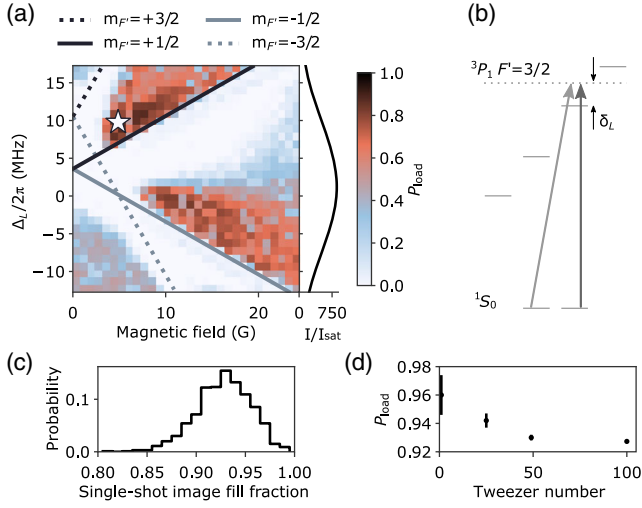 (a)
m_F'=+3/2
m_F'=-1/2
m_F'=+1/2
m_F'=-3/2
Δ_L/2π (MHz)
15
10
5
0
−5
−10
0
10
20
Magnetic field (G)
0
750
I/I_sat
1.0
0.8
0.6
0.4
0.2
0.0
P_load
(b)
³P₁ F'=3/2
δ_L
¹S₀
(c)
Probability
0.1
0.0
0.80
0.85
0.90
0.95
1.00
Single-shot image fill fraction
(d)
P_load
0.98
0.96
0.94
0.92
0
50
100
Tweezer number